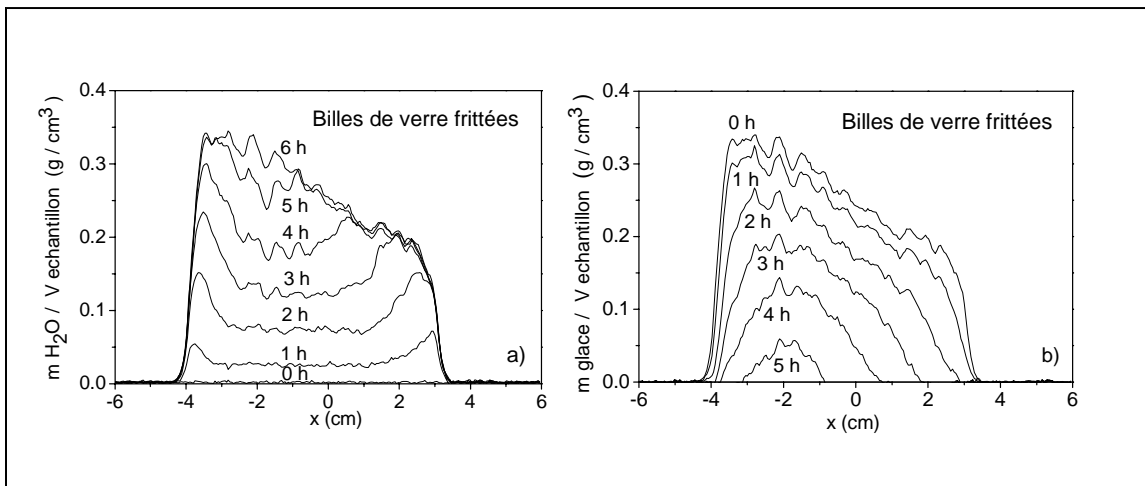 m H2O / V echantillon (g / cm3)
0.4
0.3
0.2
0.1
0.0
Billes de verre frittées
6 h
5 h
4 h
3 h
2 h
1 h
0 h
a)
-6 -4 -2 0 2 4 6
x (cm)
m glace / V echantillon (g / cm3)
0.4
0.3
0.2
0.1
0.0
Billes de verre frittées
0 h
1 h
2 h
3 h
4 h
5 h
b)
-6 -4 -2 0 2 4 6
x (cm)